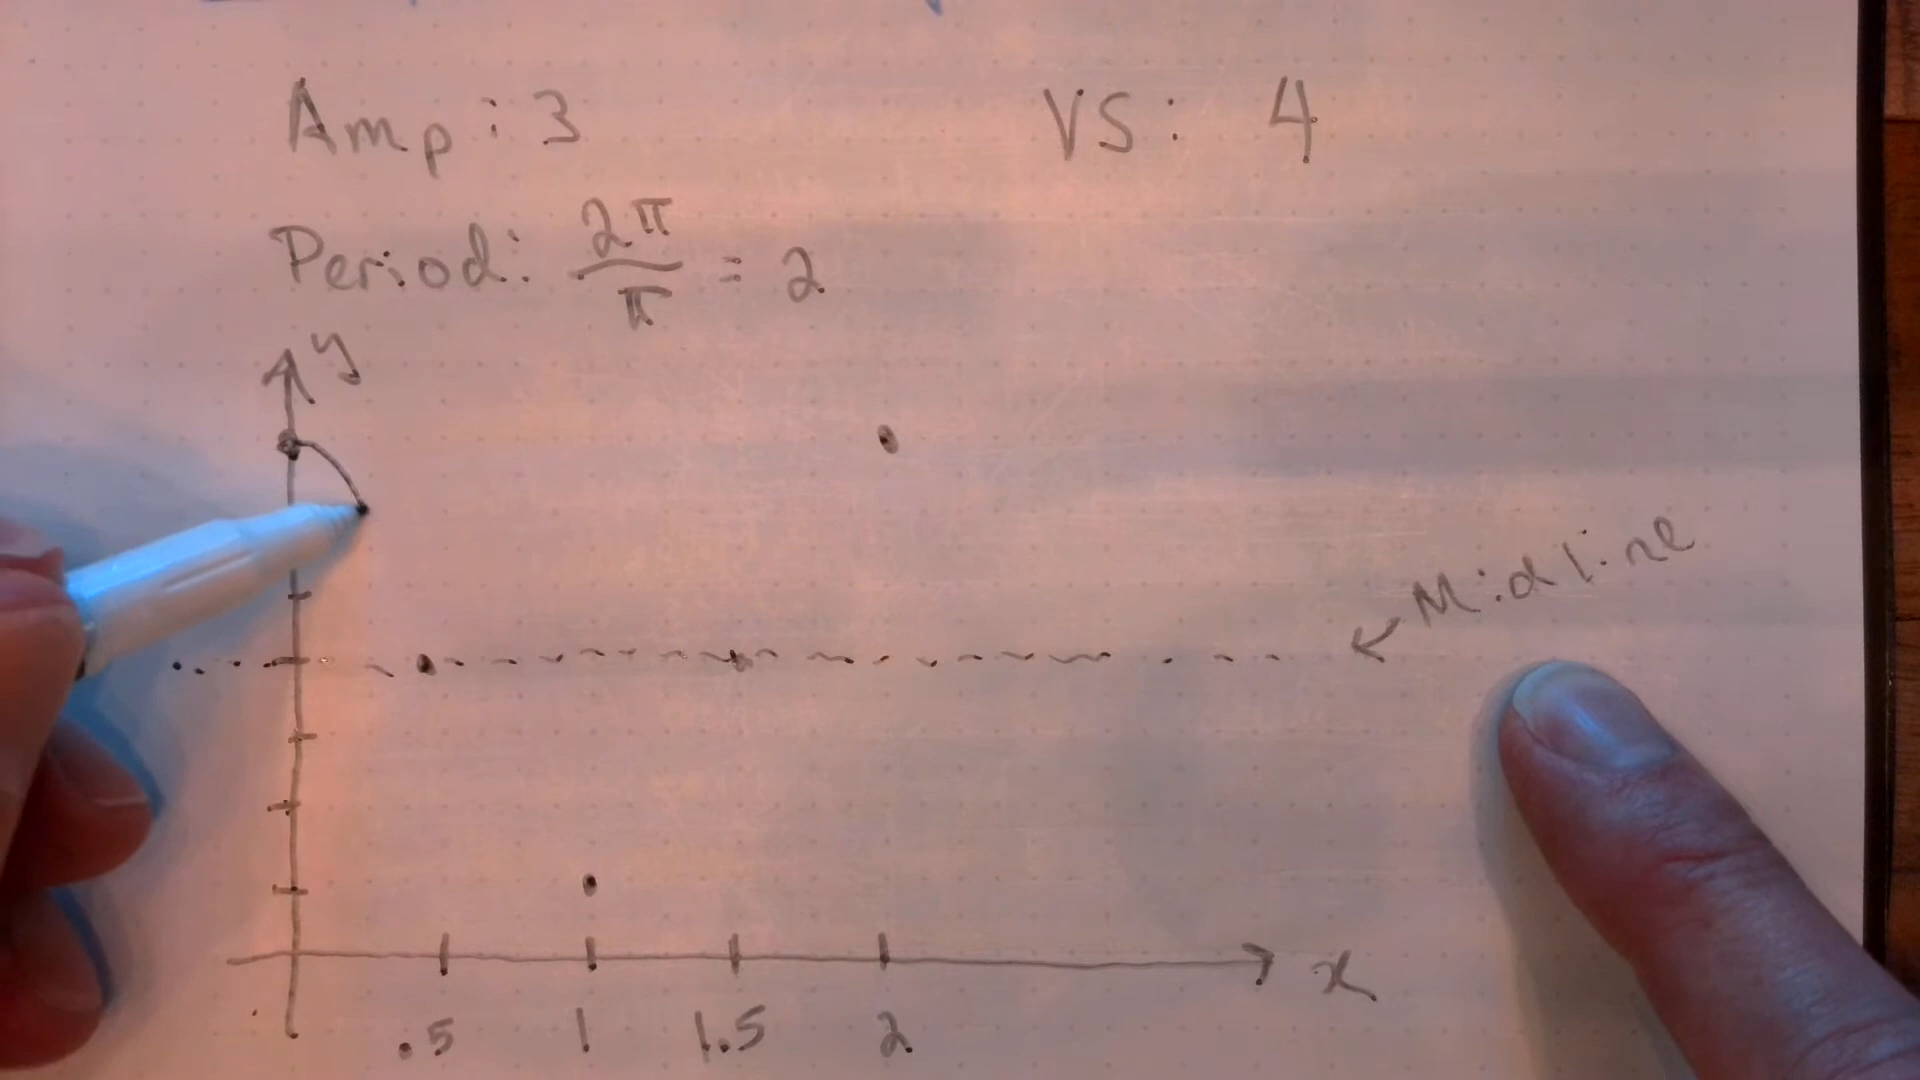 Amp: 3
VS: 4
Period: 2π/π = 2
y
Midline
x
.5 1 1.5 2